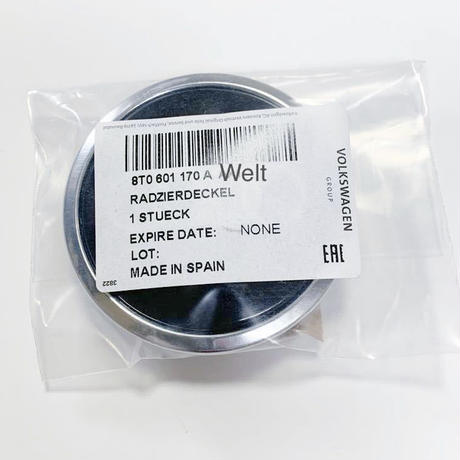 8T0 601 170 A Welt
RADZIERDECKEL
1 STUECK
EXPIRE DATE: NONE
LOT:
MADE IN SPAIN
3822
VOLKSWAGEN
GROUP
EAC